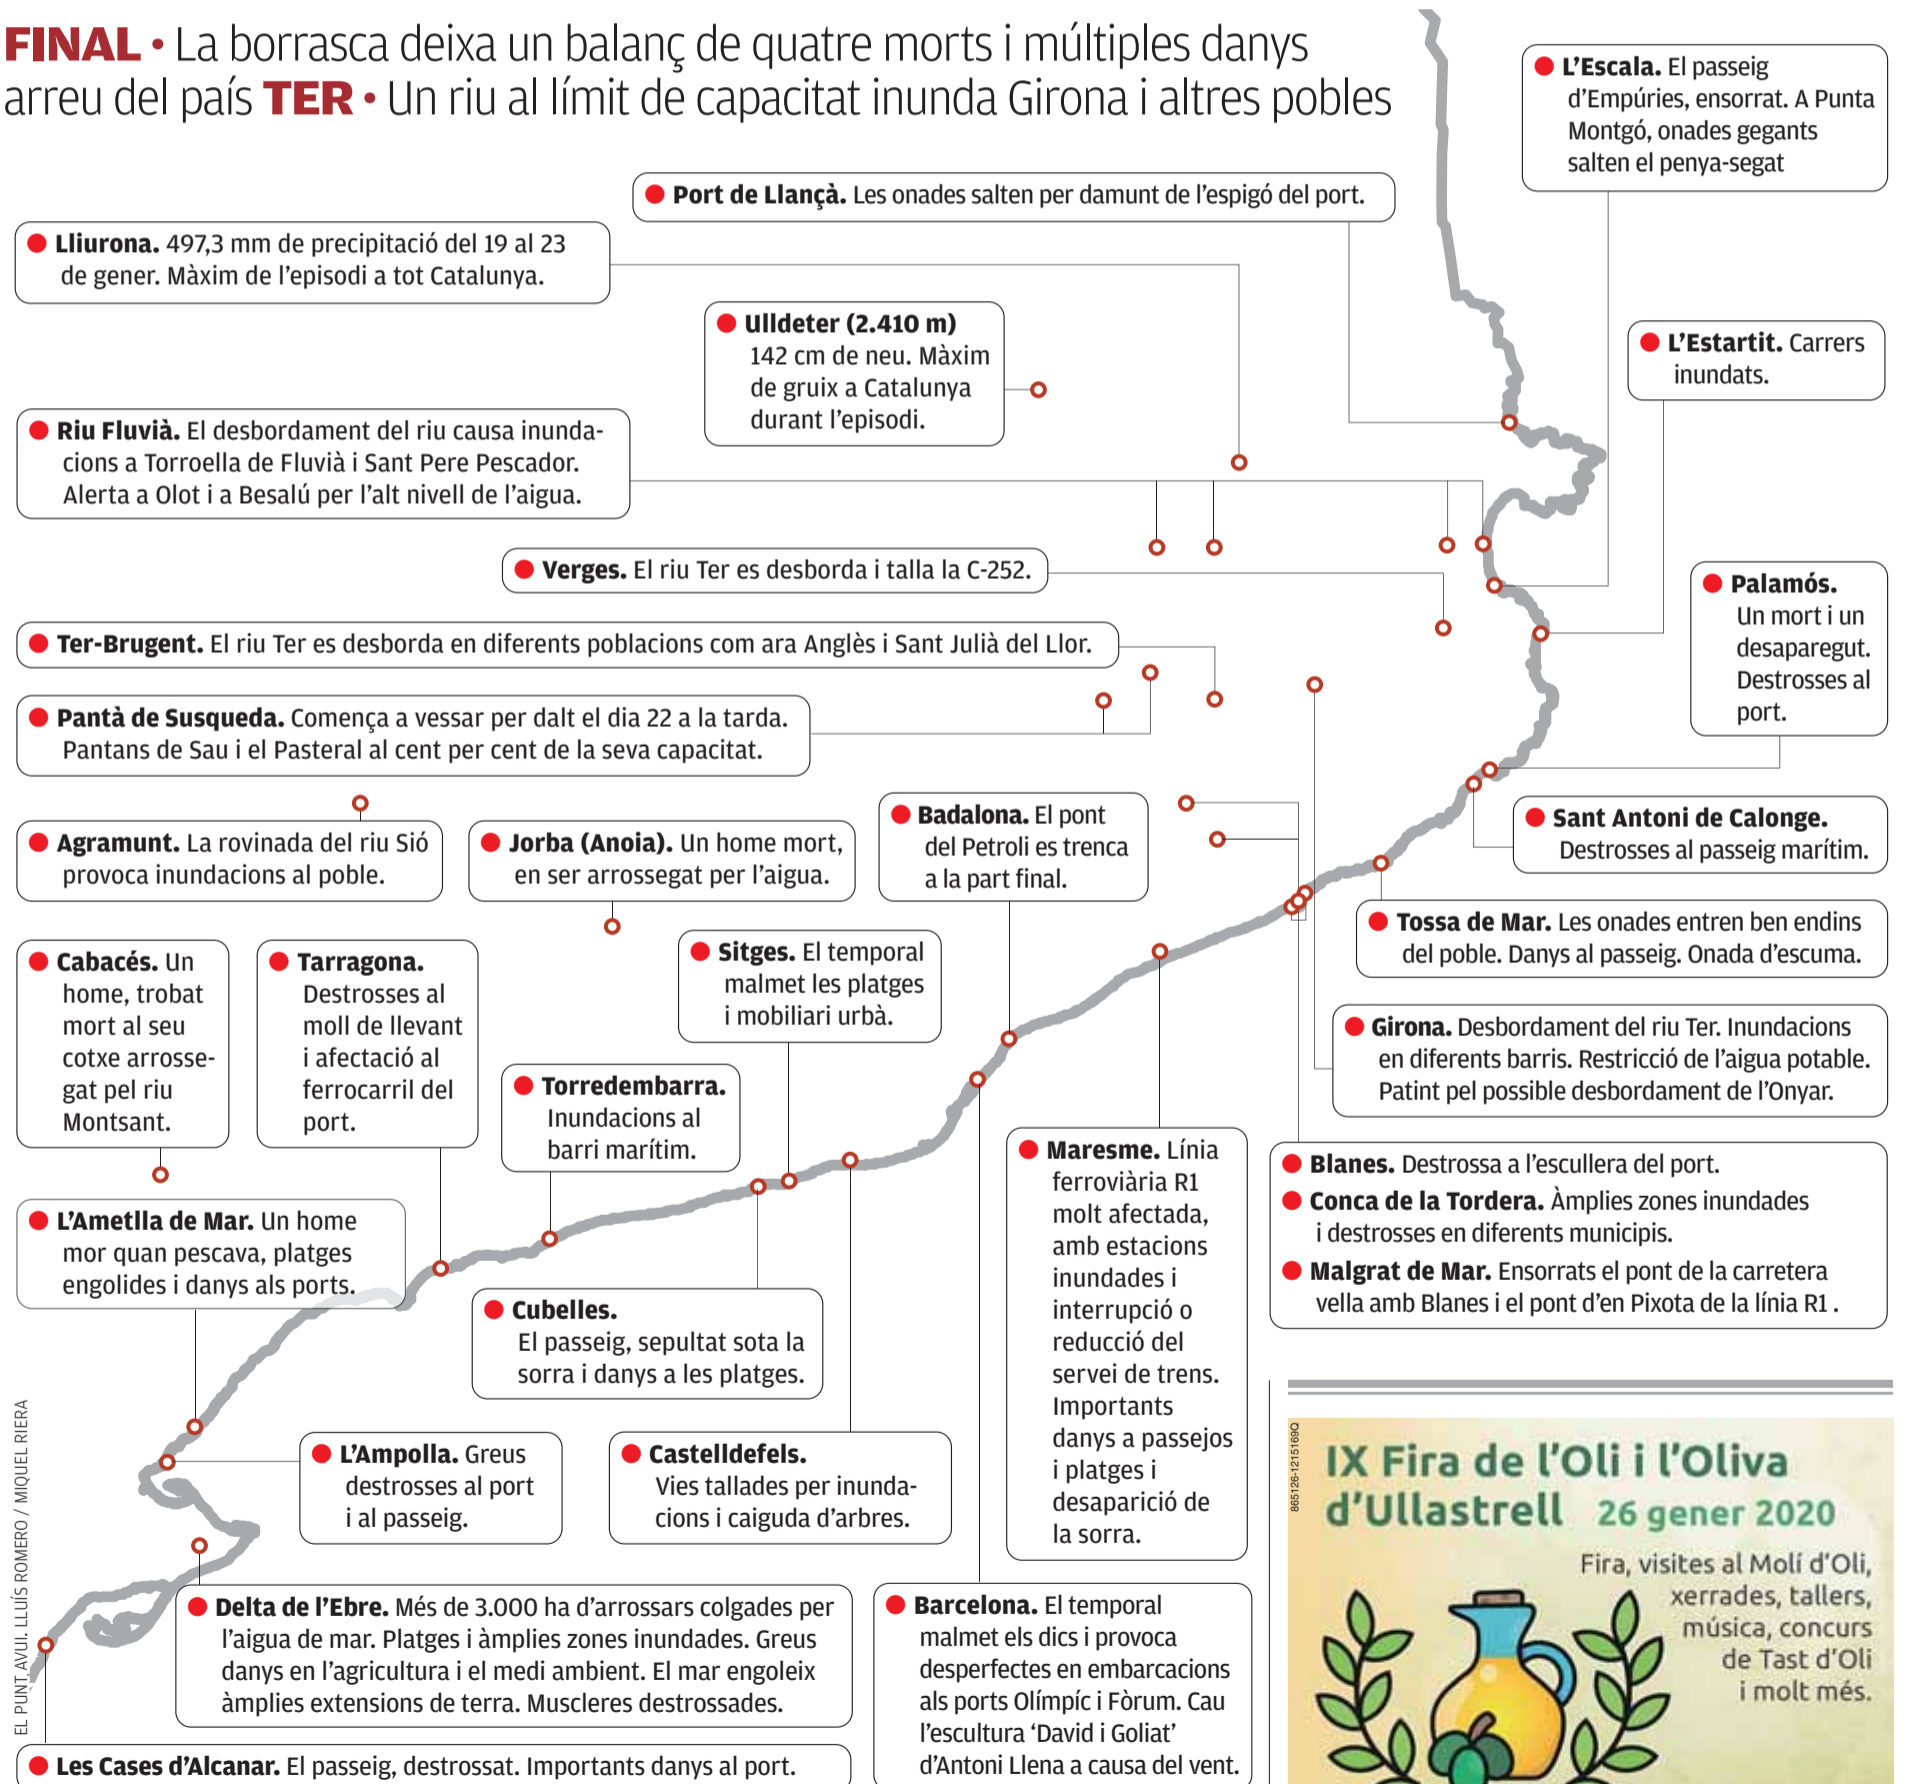 FINAL • La borrasca deixa un balanç de quatre morts i múltiples danys
arreu del país TER • Un riu al límit de capacitat inunda Girona i altres pobles
L'Escala. El passeig
d'Empúries, ensorrat. A Punta
Montgó, onades gegants
salten el penya-segat
Port de Llançà. Les onades salten per damunt de l'espigó del port.
Lliurona. 497,3 mm de precipitació del 19 al 23
de gener. Màxim de l'episodi a tot Catalunya.
Ulldeter (2.410 m)
142 cm de neu. Màxim
de gruix a Catalunya
durant l'episodi.
L'Estartit. Carrers
inundats.
Riu Fluvià. El desbordament del riu causa inunda-
cions a Torroella de Fluvià i Sant Pere Pescador.
Alerta a Olot i a Besalú per l'alt nivell de l'aigua.
Verges. El riu Ter es desborda i talla la C-252.
Palamós.
Un mort i un
desaparegut.
Destrosses al
port.
Ter-Brugent. El riu Ter es desborda en diferents poblacions com ara Anglès i Sant Julià del Llor.
Pantà de Susqueda. Comença a vessar per dalt el dia 22 a la tarda.
Pantans de Sau i el Pasteral al cent per cent de la seva capacitat.
Agramunt. La rovinada del riu Sió
provoca inundacions al poble.
Jorba (Anoia). Un home mort,
en ser arrossegat per l'aigua.
Badalona. El pont
del Petroli es trenca
a la part final.
Sant Antoni de Calonge.
Destrosses al passeig marítim.
Tossa de Mar. Les onades entren ben endins
del poble. Danys al passeig. Onada d'escuma.
Cabacés. Un
home, trobat
mort al seu
cotxe arrosse-
gat pel riu
Montsant.
Tarragona.
Destrosses al
moll de llevant
i afectació al
ferrocarril del
port.
Sitges. El temporal
malmet les platges
i mobiliari urbà.
Girona. Desbordament del riu Ter. Inundacions
en diferents barris. Restricció de l'aigua potable.
Patint pel possible desbordament de l'Onyar.
Torredembarra.
Inundacions al
barri marítim.
Maresme. Línia
ferroviària R1
molt afectada,
amb estacions
inundades i
interrupció o
reducció del
servei de trens.
Importants
danys a passejos
i platges i
desaparició de
la sorra.
Blanes. Destrossa a l'escullera del port.
Conca de la Tordera. Àmplies zones inundades
i destrosses en diferents municipis.
Malgrat de Mar. Ensorrats el pont de la carretera
vella amb Blanes i el pont d'en Pixota de la línia R1 .
L'Ametlla de Mar. Un home
mor quan pescava, platges
engolides i danys als ports.
Cubelles.
El passeig, sepultat sota la
sorra i danys a les platges.
L'Ampolla. Greus
destrosses al port
i al passeig.
Castelldefels.
Vies tallades per inunda-
cions i caiguda d'arbres.
Delta de l'Ebre. Més de 3.000 ha d'arrossars colgades per
l'aigua de mar. Platges i àmplies zones inundades. Greus
danys en l'agricultura i el medi ambient. El mar engoleix
àmplies extensions de terra. Muscleres destrossades.
Barcelona. El temporal
malmet els dics i provoca
desperfectes en embarcacions
als ports Olímpíc i Fòrum. Cau
l'escultura 'David i Goliat'
d'Antoni Llena a causa del vent.
Les Cases d'Alcanar. El passeig, destrossat. Importants danys al port.
EL PUNT AVUI. LLUÍS ROMERO / MIQUEL RIERA
865126-1215169Q
IX Fira de l'Oli i l'Oliva
d'Ullastrell 26 gener 2020
Fira, visites al Molí d'Oli,
xerrades, tallers,
música, concurs
de Tast d'Oli
i molt més.